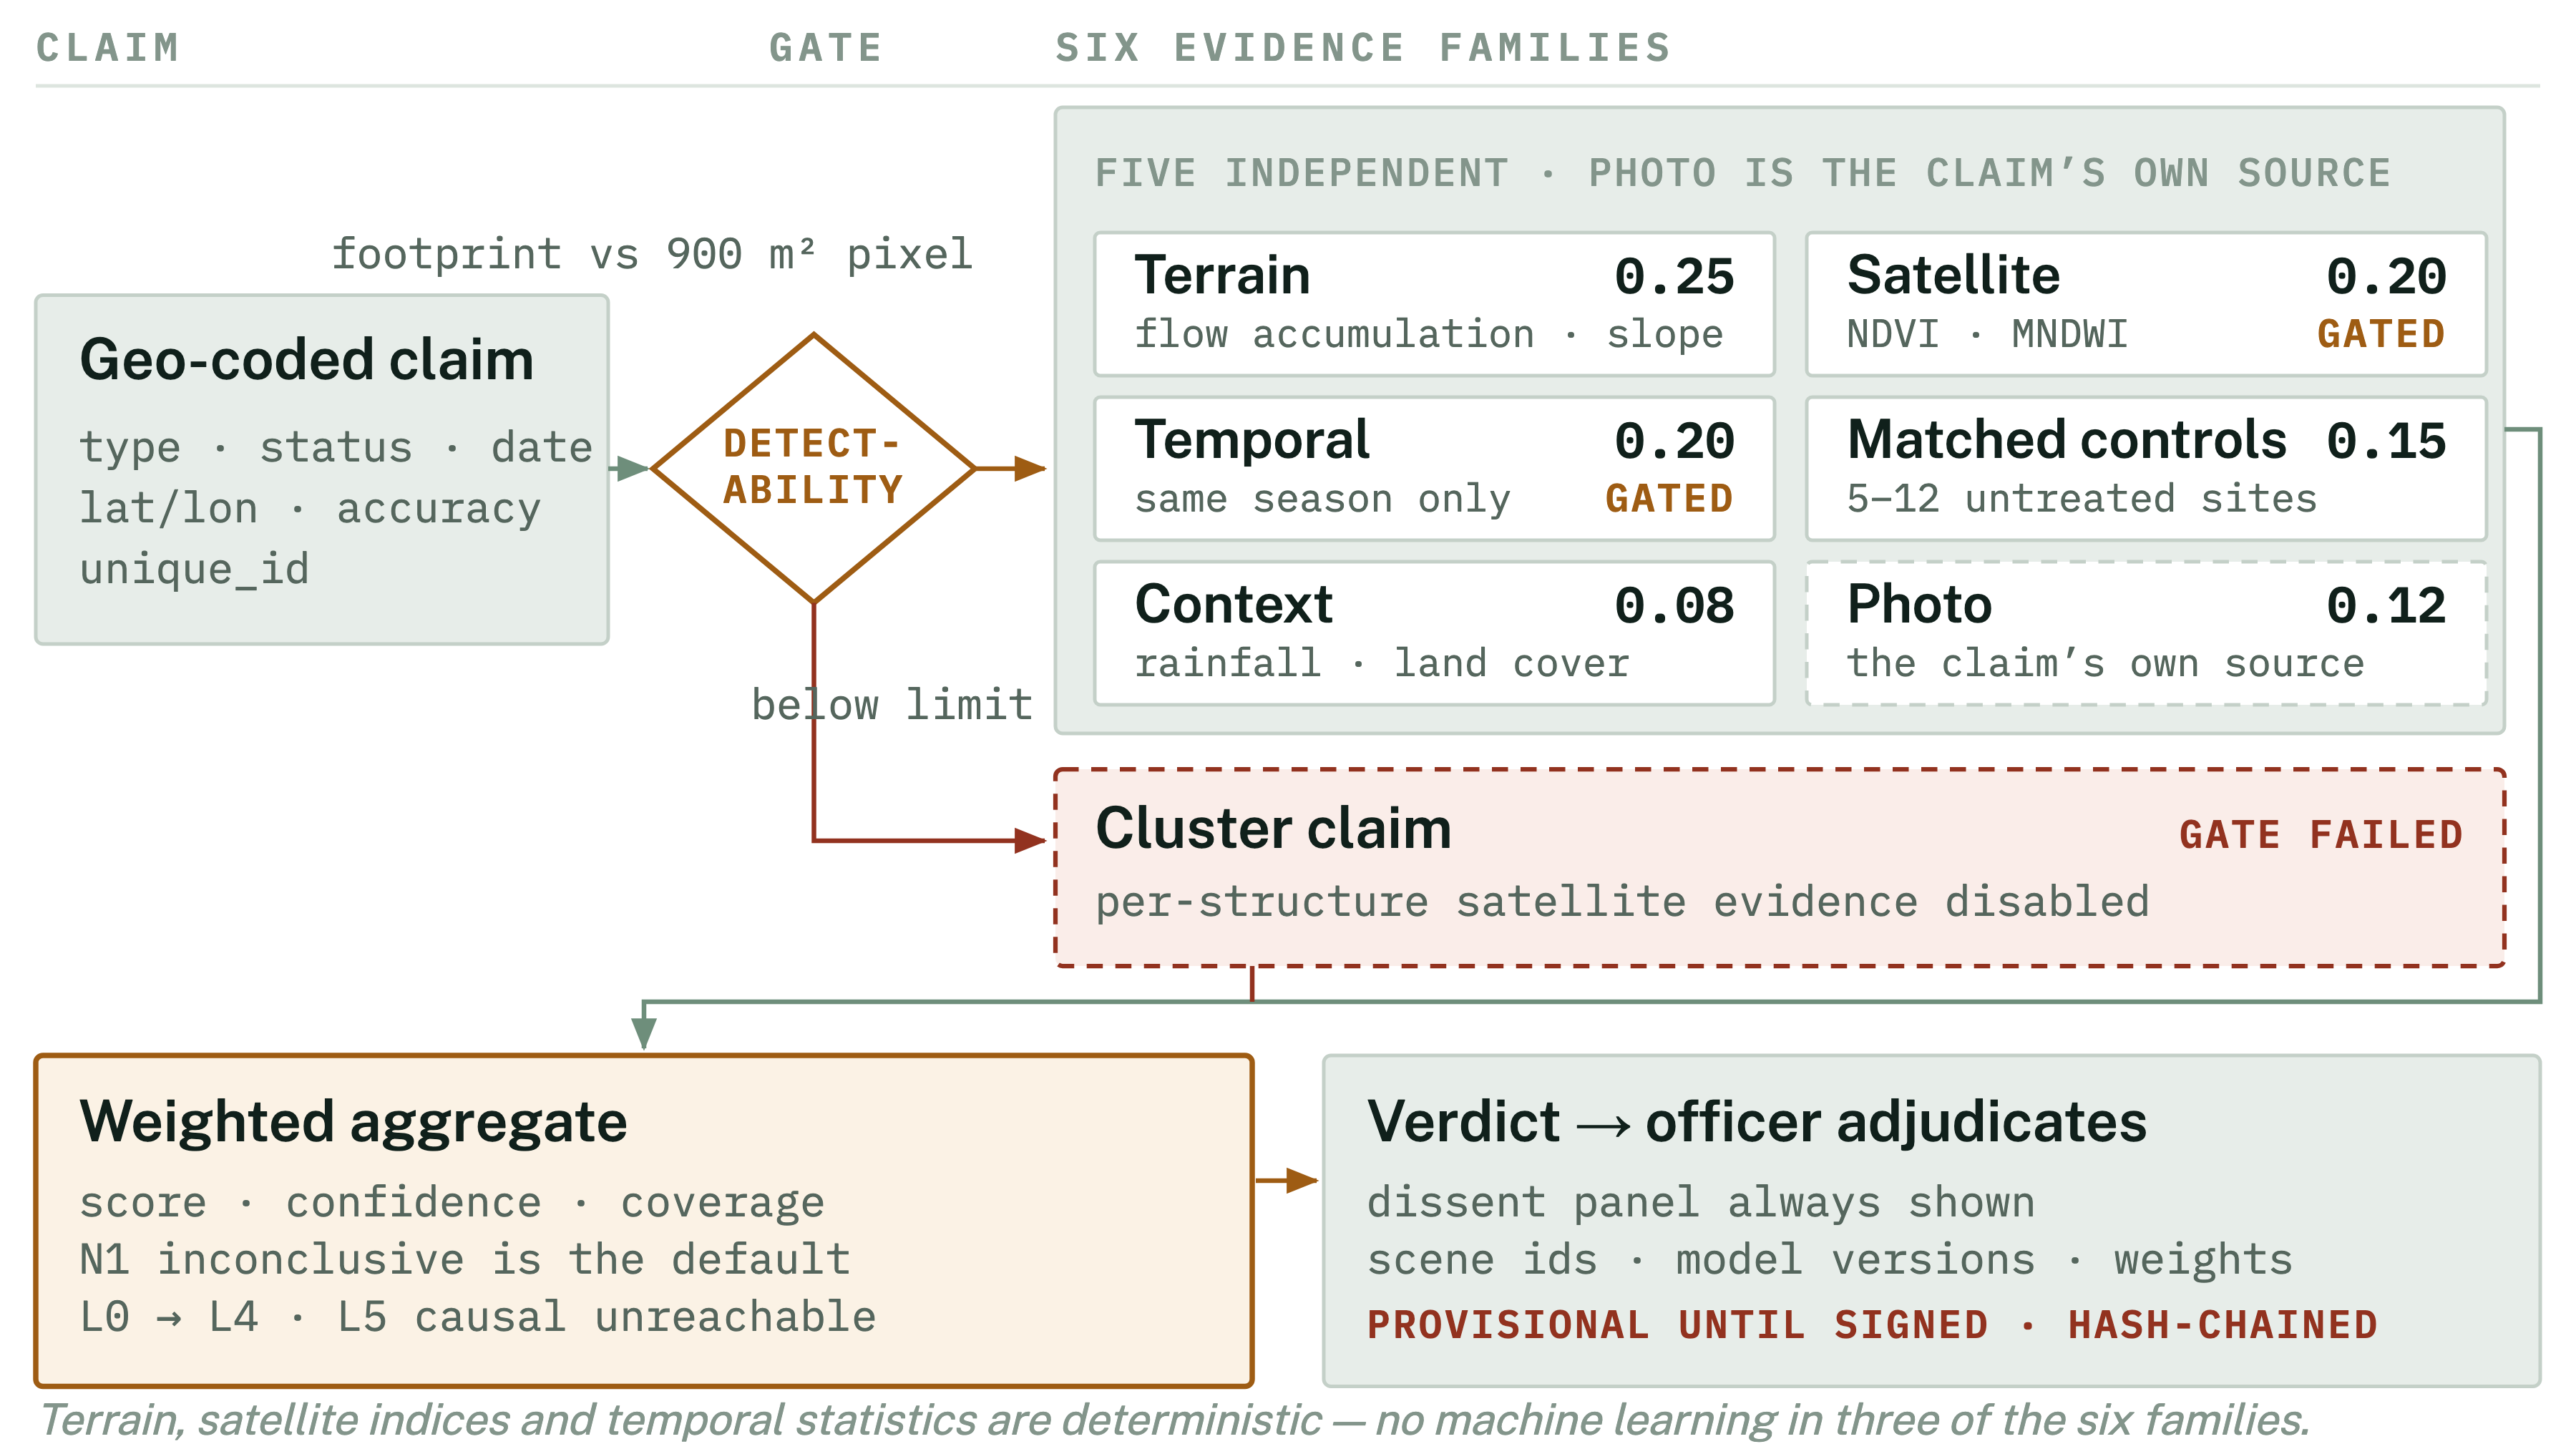 CLAIM
GATE
SIX EVIDENCE FAMILIES
FIVE INDEPENDENT · PHOTO IS THE CLAIM’S OWN SOURCE
footprint vs 900 m² pixel
Geo-coded claim
type · status · date
lat/lon · accuracy
unique_id
DETECT-
ABILITY
below limit
Terrain 0.25
flow accumulation · slope
Satellite 0.20
NDVI · MNDWI GATED
Temporal 0.20
same season only GATED
Matched controls 0.15
5–12 untreated sites
Context 0.08
rainfall · land cover
Photo 0.12
the claim’s own source
Cluster claim GATE FAILED
per-structure satellite evidence disabled
Weighted aggregate
score · confidence · coverage
N1 inconclusive is the default
L0 → L4 · L5 causal unreachable
Verdict → officer adjudicates
dissent panel always shown
scene ids · model versions · weights
PROVISIONAL UNTIL SIGNED · HASH-CHAINED
Terrain, satellite indices and temporal statistics are deterministic — no machine learning in three of the six families.